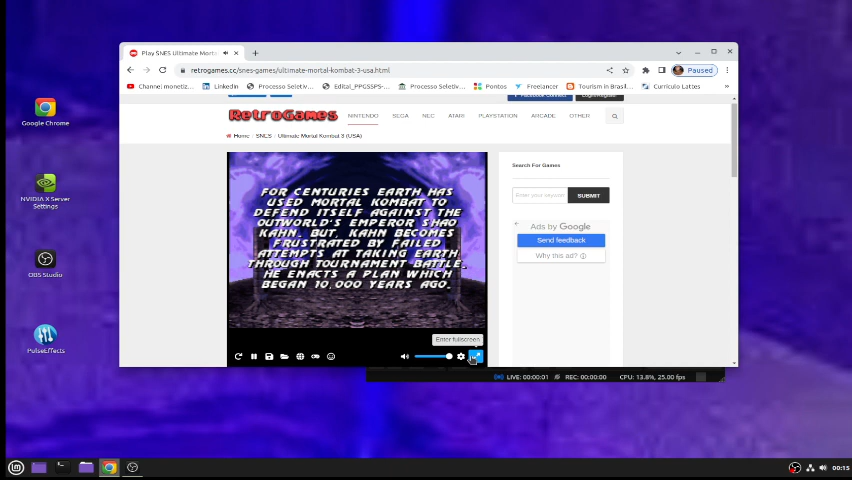 Play SNES Ultimate Morta
retrogames.cc/snes-games/ultimate-mortal-kombat-3-usa.html
Paused
Channel monetiz...
LinkedIn
Processo Seletiv...
Edital_PPGSSPS-...
Processo Seletiv...
Pontos
Freelancer
Tourism in Brasil...
Currículo Lattes
RetroGames
NINTENDO
SEGA
NEC
ATARI
PLAYSTATION
ARCADE
OTHER
Home
SNES
Ultimate Mortal Kombat 3 (USA)
FOR CENTURIES EARTH HAS
USED MORTAL KOMBAT TO
DEFEND ITSELF AGAINST THE
OUTWORLD'S EMPEROR SHAO
KAHN. BUT, KAHN BECOMES
FRUSTRATED BY FAILED
ATTEMPTS AT TAKING EARTH
THROUGH TOURNAMENT BATTLE.
HE ENACTS A PLAN WHICH
BEGAN 10,000 YEARS AGO.
Enter fullscreen
Search For Games
Enter your keyword
SUBMIT
Ads by Google
Send feedback
Why this ad?
Google Chrome
NVIDIA X Server
Settings
OBS Studio
PulseEffects
LIVE: 00:00:01
REC: 00:00:00
CPU: 13.8%, 25.00 fps
00:15